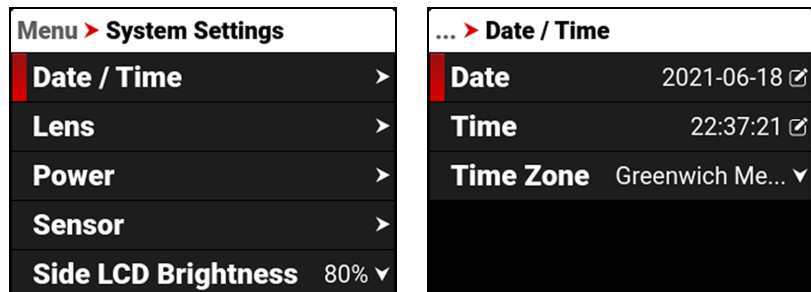 Menu > System Settings
Date / Time
Lens
Power
Sensor
Side LCD Brightness 80%
... > Date / Time
Date 2021-06-18
Time 22:37:21
Time Zone Greenwich Me...